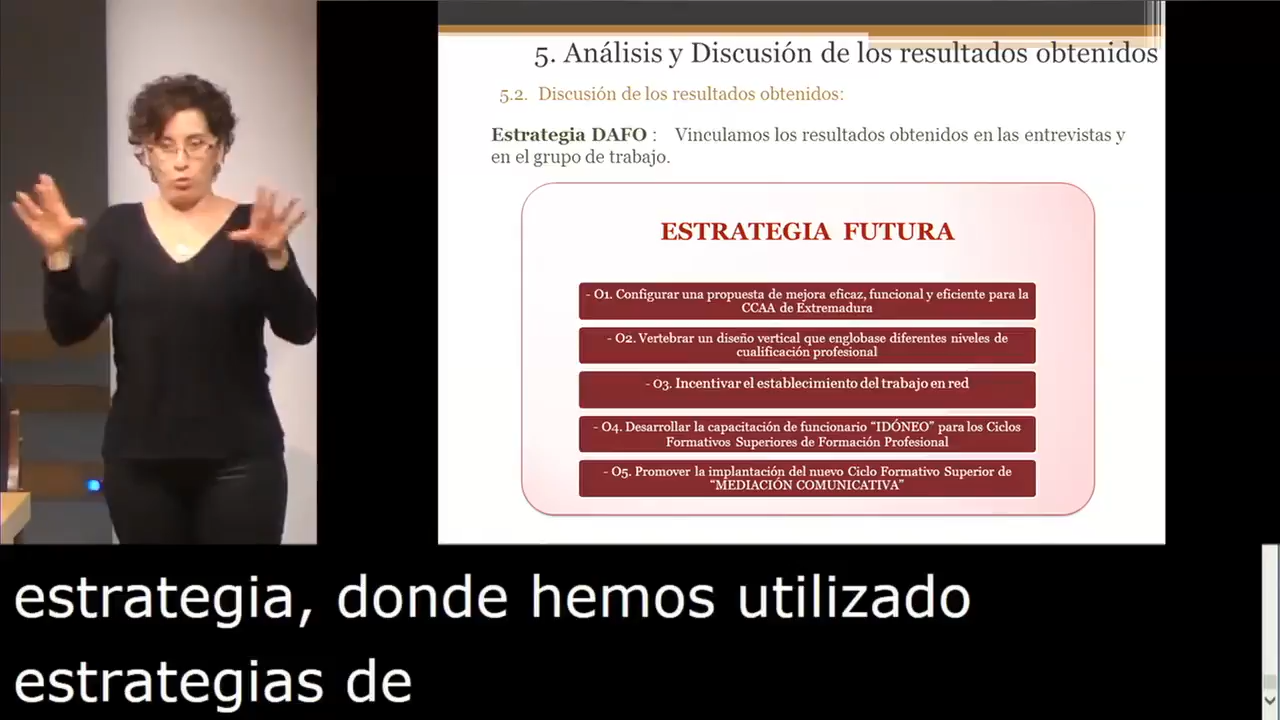 5. Análisis y Discusión de los resultados obtenidos
5.2. Discusión de los resultados obtenidos:
Estrategia DAFO : Vinculamos los resultados obtenidos en las entrevistas y
en el grupo de trabajo.
ESTRATEGIA FUTURA
- O1. Configurar una propuesta de mejora eficaz, funcional y eficiente para la
CCAA de Extremadura
- O2. Vertebrar un diseño vertical que englobase diferentes niveles de
cualificación profesional
- O3. Incentivar el establecimiento del trabajo en red
- O4. Desarrollar la capacitación de funcionario “IDÓNEO” para los Ciclos
Formativos Superiores de Formación Profesional
- O5. Promover la implantación del nuevo Ciclo Formativo Superior de
“MEDIACIÓN COMUNICATIVA”
estrategia, donde hemos utilizado
estrategias de